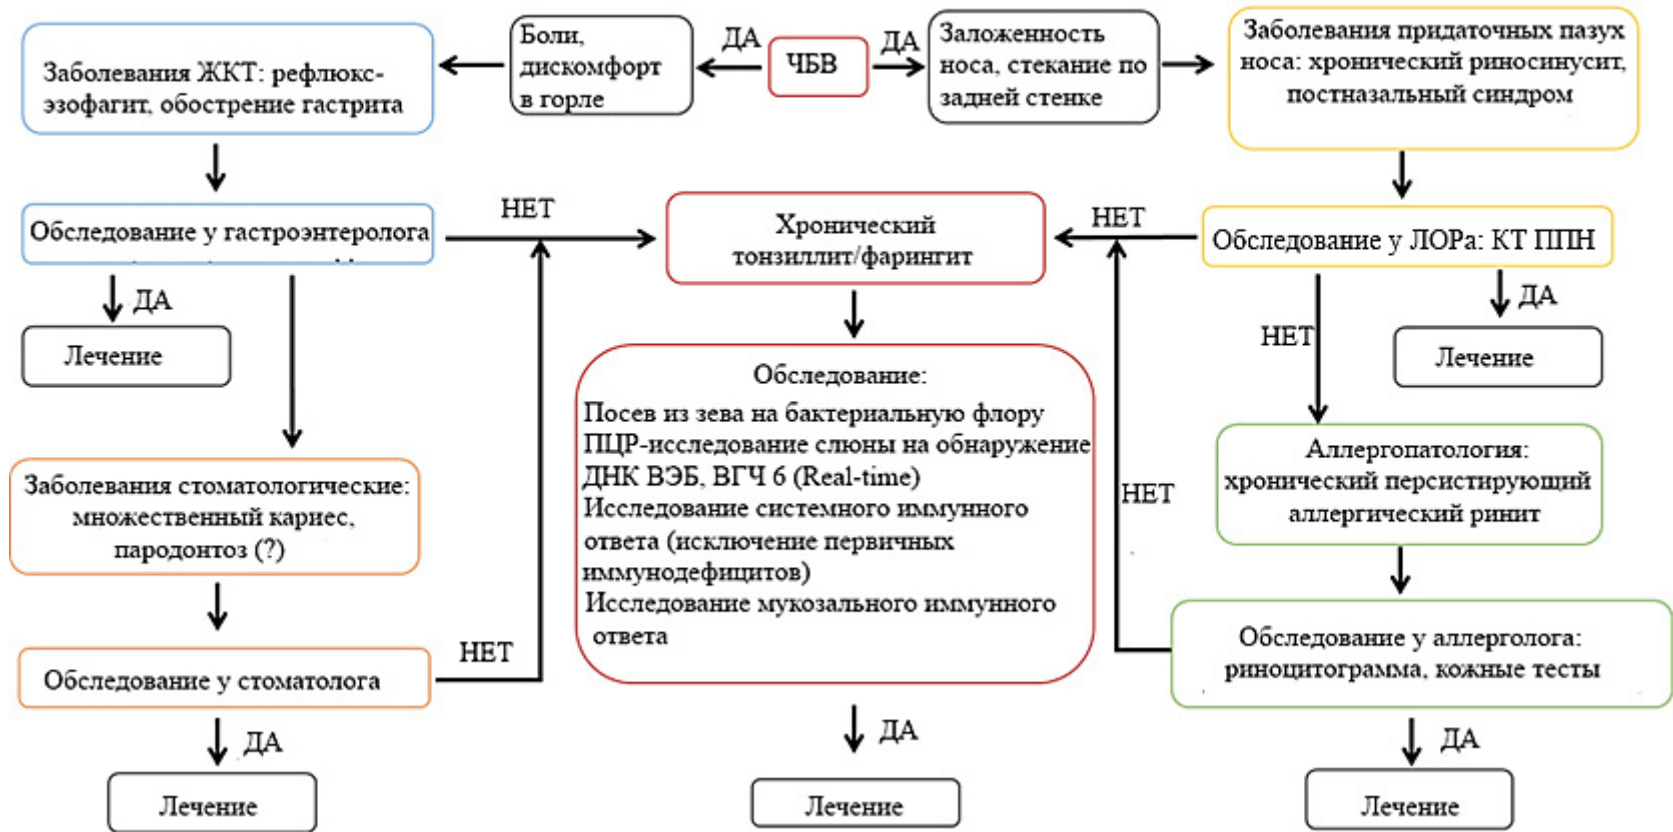 Заболевания ЖКТ: рефлюкс-
эзофагит, обострение гастрита
Боли,
дискомфорт
в горле
ДА
ЧБВ
ДА
Заложенность
носа, стекание по
задней стенке
Заболевания придаточных пазух
носа: хронический риносинусит,
постназальный синдром
Обследование у гастроэнтеролога
НЕТ
Хронический
тонзиллит/фарингит
НЕТ
Обследование у ЛОРа: КТ ППН
ДА
Лечение
ДА
Лечение
НЕТ
Обследование:
Посев из зева на бактериальную флору
ПЦР-исследование слюны на обнаружение
ДНК ВЭБ, ВГЧ 6 (Real-time)
Исследование системного иммунного
ответа (исключение первичных
иммунодефицитов)
Исследование мукозального иммунного
ответа
Заболевания стоматологические:
множественный кариес,
пародонтоз (?)
НЕТ
Аллергопатология:
хронический персистирующий
аллергический ринит
Обследование у стоматолога
НЕТ
Обследование у аллерголога:
риноцитограмма, кожные тесты
ДА
Лечение
ДА
Лечение
ДА
Лечение